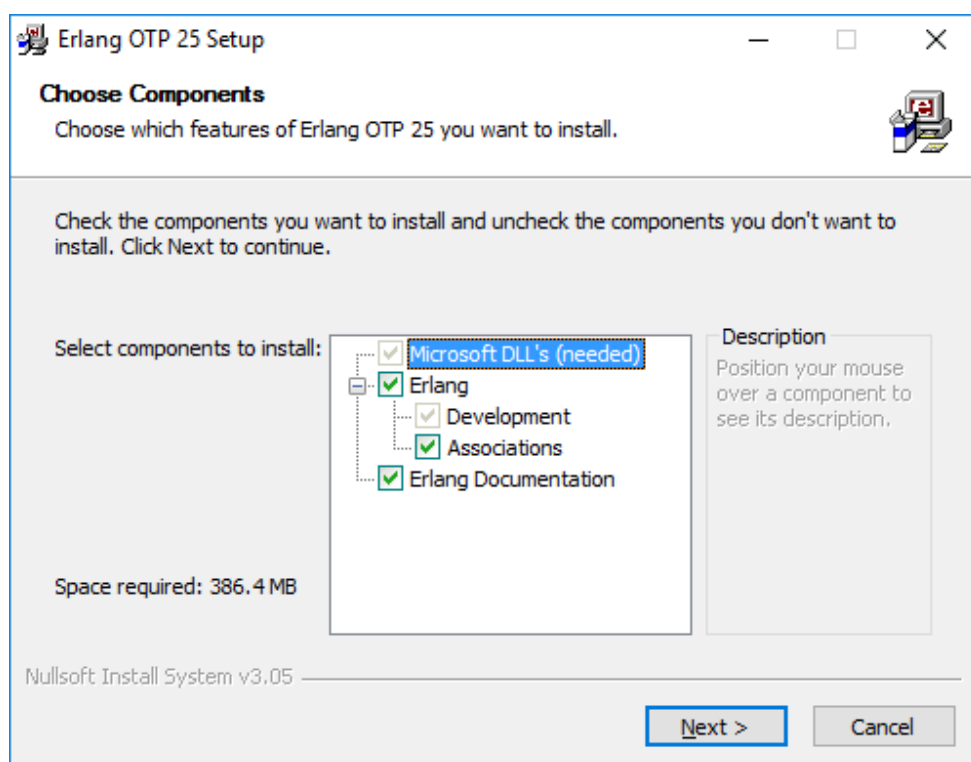 Erlang OTP 25 Setup
Choose Components
Choose which features of Erlang OTP 25 you want to install.
Check the components you want to install and uncheck the components you don't want to
install. Click Next to continue.
Select components to install:
Microsoft DLL's (needed)
Erlang
Development
Associations
Erlang Documentation
Description
Position your mouse
over a component to
see its description.
Space required: 386.4 MB
Nullsoft Install System v3.05
Next >
Cancel